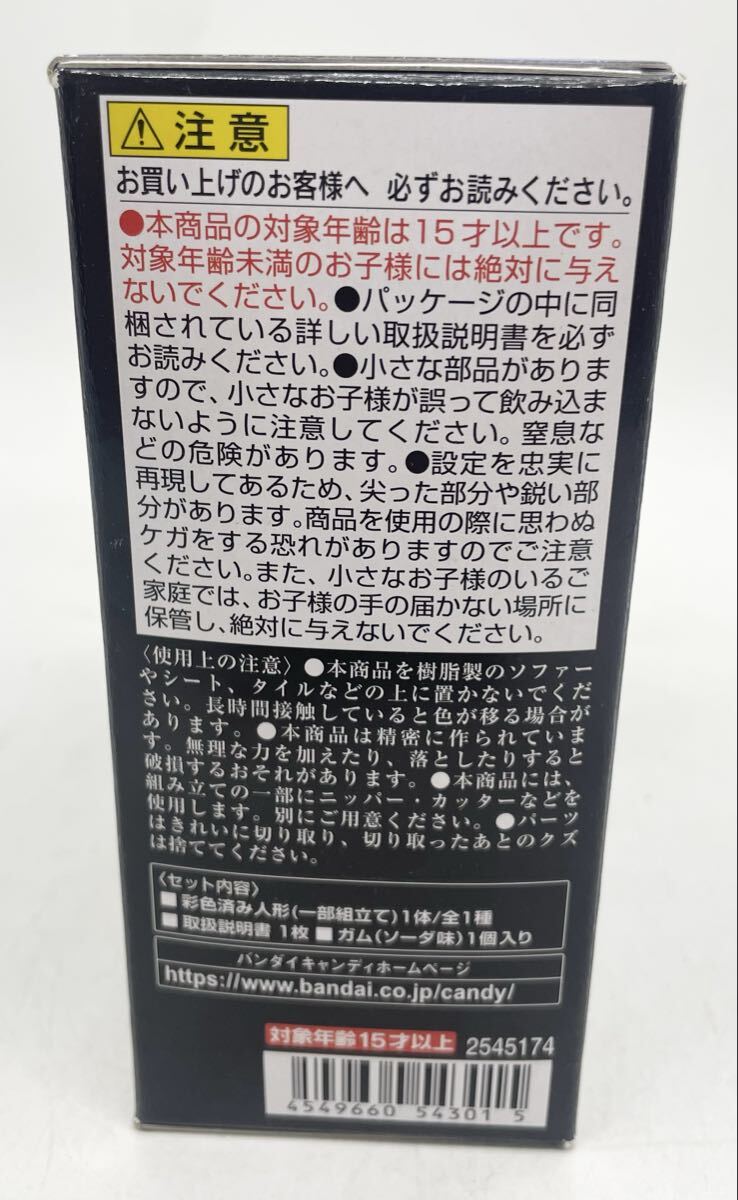 ⚠ 注意
お買い上げのお客様へ 必ずお読みください。
●本商品の対象年齢は15才以上です。
対象年齢未満のお子様には絶対に与え
ないでください。●パッケージの中に同
梱されている詳しい取扱説明書を必ず
お読みください。●小さな部品がありま
すので、小さなお子様が誤って飲み込ま
ないように注意してください。窒息な
どの危険があります。●設定を忠実に
再現してあるため、尖った部分や鋭い部
分があります。商品を使用の際に思わぬ
ケガをする恐れがありますのでご注意
ください。また、小さなお子様のいるご
家庭では、お子様の手の届かない場所に
保管し、絶対に与えないでください。
〈使用上の注意〉●本商品を樹脂製のソファー
やシート、タイルなどの上に置かないでくだ
さい。長時間接触していると色が移る場合が
あります。●本商品は精密に作られていま
す。無理な力を加えたり、落としたりすると
破損するおそれがあります。●本商品には、
組み立ての一部にニッパー・カッターなどを
使用します。別にご用意ください。●パーツ
はきれいに切り取り、切り取ったあとのクズ
は捨ててください。
〈セット内容〉
■彩色済み人形(一部組立て)1体/全1種
■取扱説明書 1枚 ■ガム(ソーダ味)1個入り
バンダイキャンディホームページ
https://www.bandai.co.jp/candy/
対象年齢15才以上 2545174
4549660 54301 5